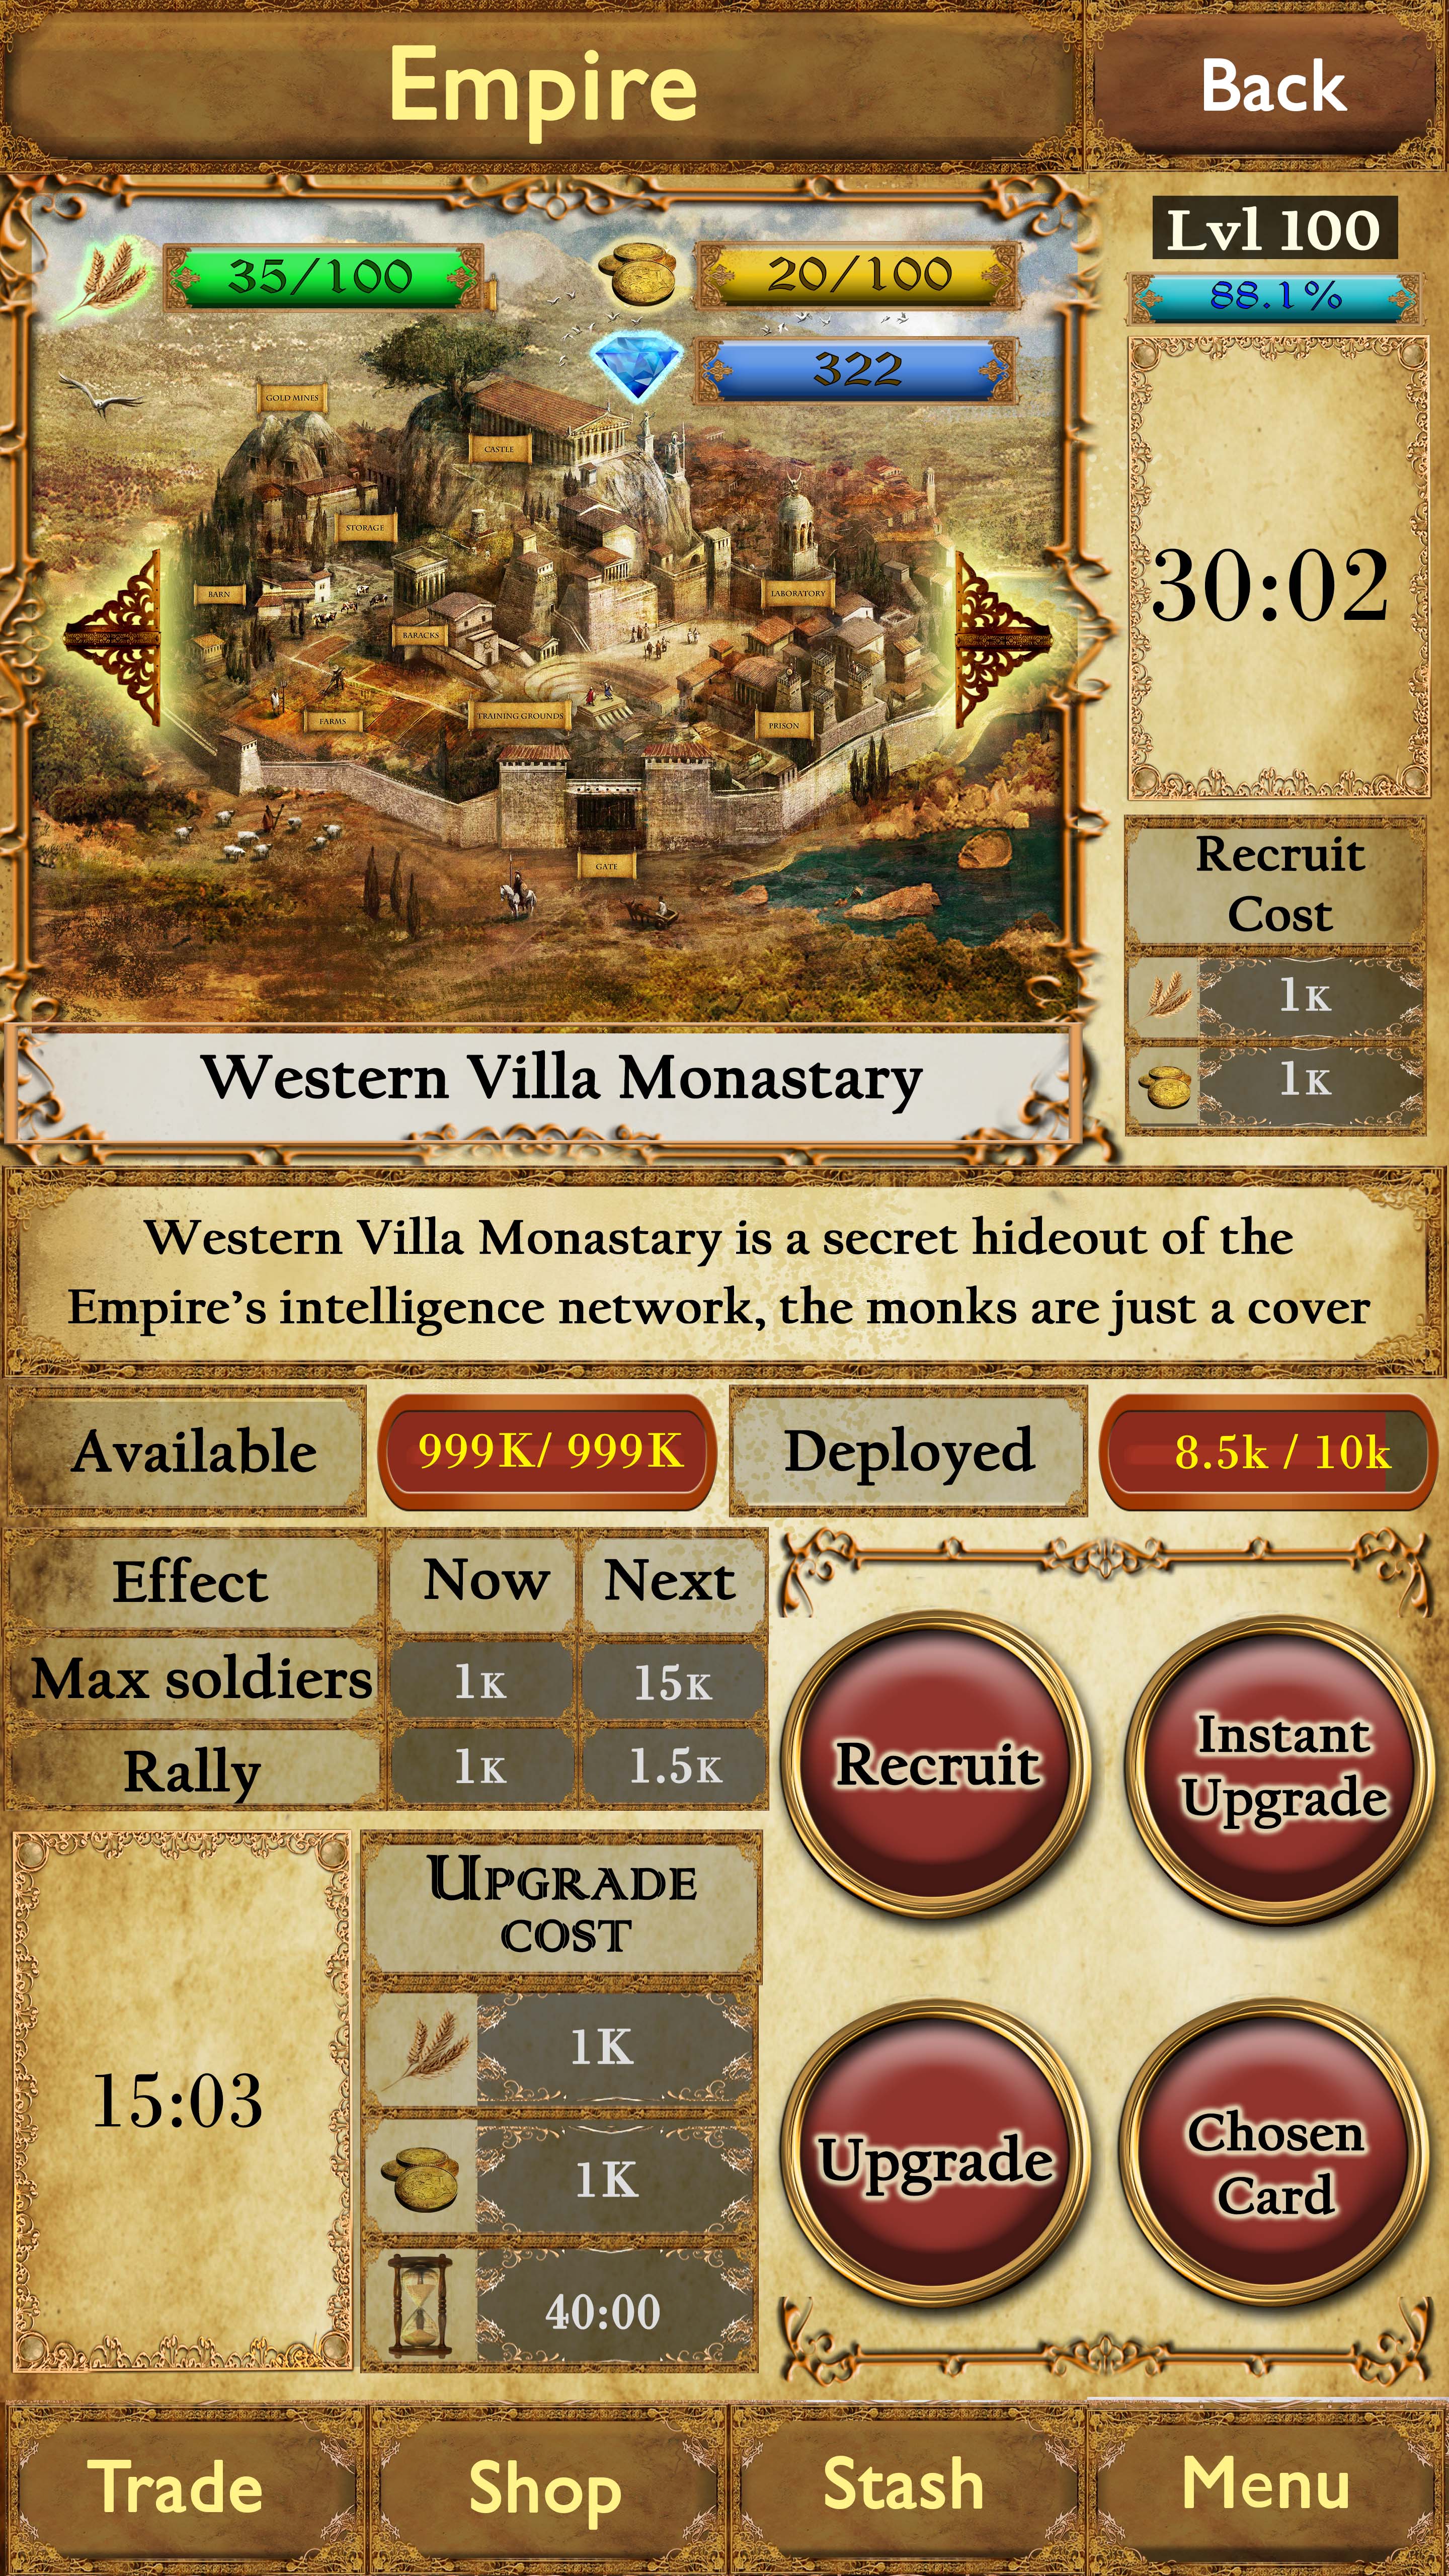 Empire
Back
Lvl 100
35/100
20/100
88.1%
322
GOLD MINES
CASTLE
STORAGE
BARN
LABORATORY
BARACKS
FARMS
TRAINING GROUNDS
PRISON
GATE
30:02
Recruit
Cost
1K
1K
Western Villa Monastary
Western Villa Monastary is a secret hideout of the
Empire's intelligence network, the monks are just a cover
Available
999K/ 999K
Deployed
8.5k / 10k
Effect Now Next
Max soldiers 1K 15K
Rally 1K 1.5K
Recruit
Instant
Upgrade
15:03
UPGRADE
COST
1K
1K
40:00
Upgrade
Chosen
Card
Trade
Shop
Stash
Menu